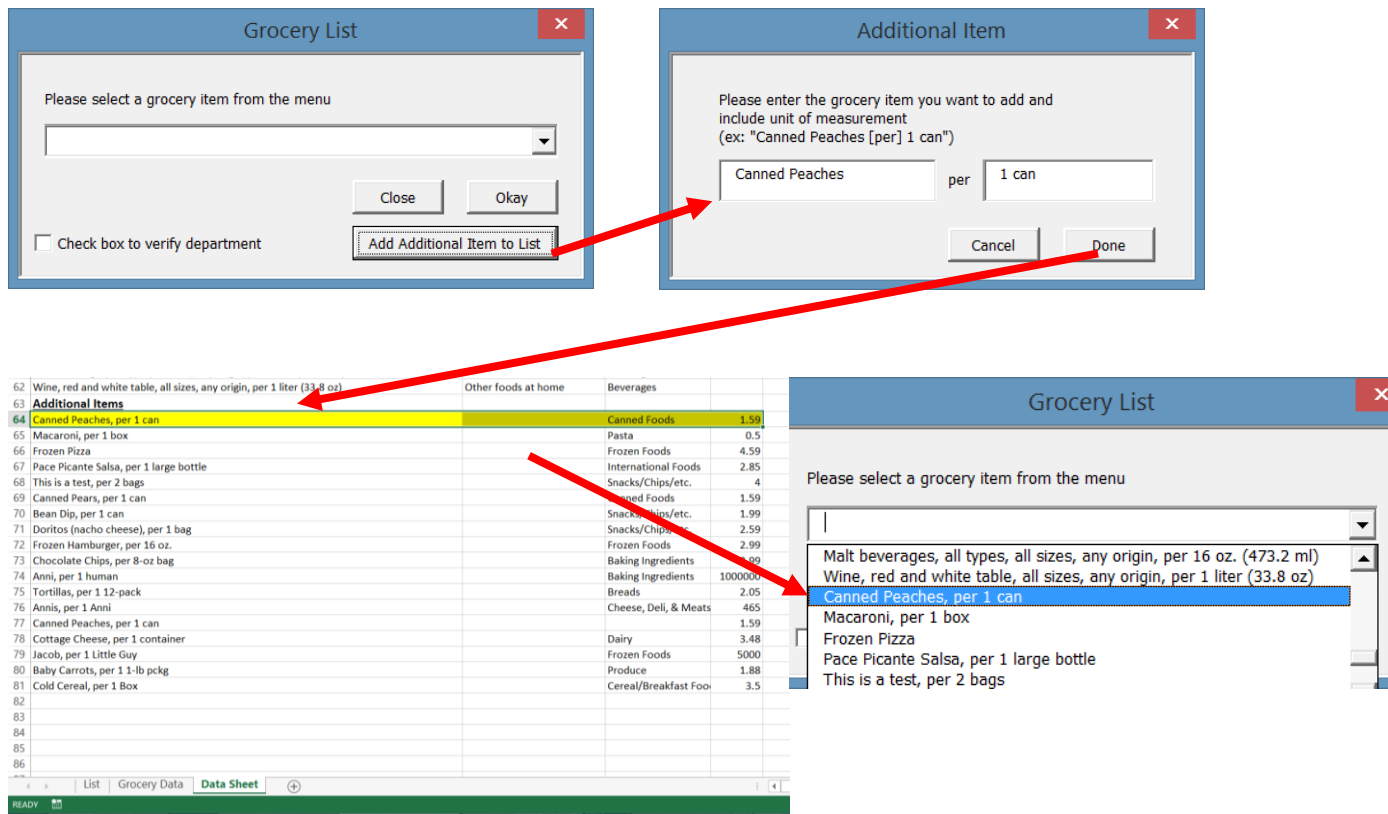 Grocery List
Please select a grocery item from the menu
Close
Okay
Check box to verify department
Add Additional Item to List
Additional Item
Please enter the grocery item you want to add and
include unit of measurement
(ex: "Canned Peaches [per] 1 can")
Canned Peaches per 1 can
Cancel
Done
62 Wine, red and white table, all sizes, any origin, per 1 liter (33.8 oz) Other foods at home Beverages
63 Additional Items
64 Canned Peaches, per 1 can Canned Foods 1.59
65 Macaroni, per 1 box Pasta 0.5
66 Frozen Pizza Frozen Foods 4.59
67 Pace Picante Salsa, per 1 large bottle International Foods 2.85
68 This is a test, per 2 bags Snacks/Chips/etc. 4
69 Canned Pears, per 1 can Canned Foods 1.59
70 Bean Dip, per 1 can Snacks/Chips/etc. 1.99
71 Doritos (nacho cheese), per 1 bag Snacks/Chips/etc. 2.59
72 Frozen Hamburger, per 16 oz. Frozen Foods 2.99
73 Chocolate Chips, per 8-oz bag Baking Ingredients
74 Anni, per 1 human Baking Ingredients 1000000
75 Tortillas, per 1 12-pack Breads 2.05
76 Annis, per 1 Anni Cheese, Deli, & Meats 465
77 Canned Peaches, per 1 can 1.59
78 Cottage Cheese, per 1 container Dairy 3.48
79 Jacob, per 1 Little Guy Frozen Foods 5000
80 Baby Carrots, per 1 1-lb pckg Produce 1.88
81 Cold Cereal, per 1 Box Cereal/Breakfast Foo 3.5
82
83
84
85
86
List Grocery Data Data Sheet
READY
Grocery List
Please select a grocery item from the menu
Malt beverages, all types, all sizes, any origin, per 16 oz. (473.2 ml)
Wine, red and white table, all sizes, any origin, per 1 liter (33.8 oz)
Canned Peaches, per 1 can
Macaroni, per 1 box
Frozen Pizza
Pace Picante Salsa, per 1 large bottle
This is a test, per 2 bags